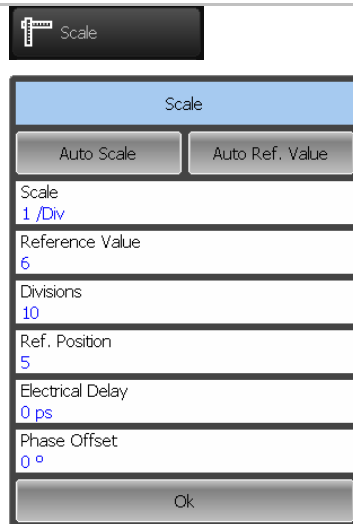 Scale
Scale
Auto Scale Auto Ref. Value
Scale
1 /Div
Reference Value
6
Divisions
10
Ref. Position
5
Electrical Delay
0 ps
Phase Offset
0 °
Ok